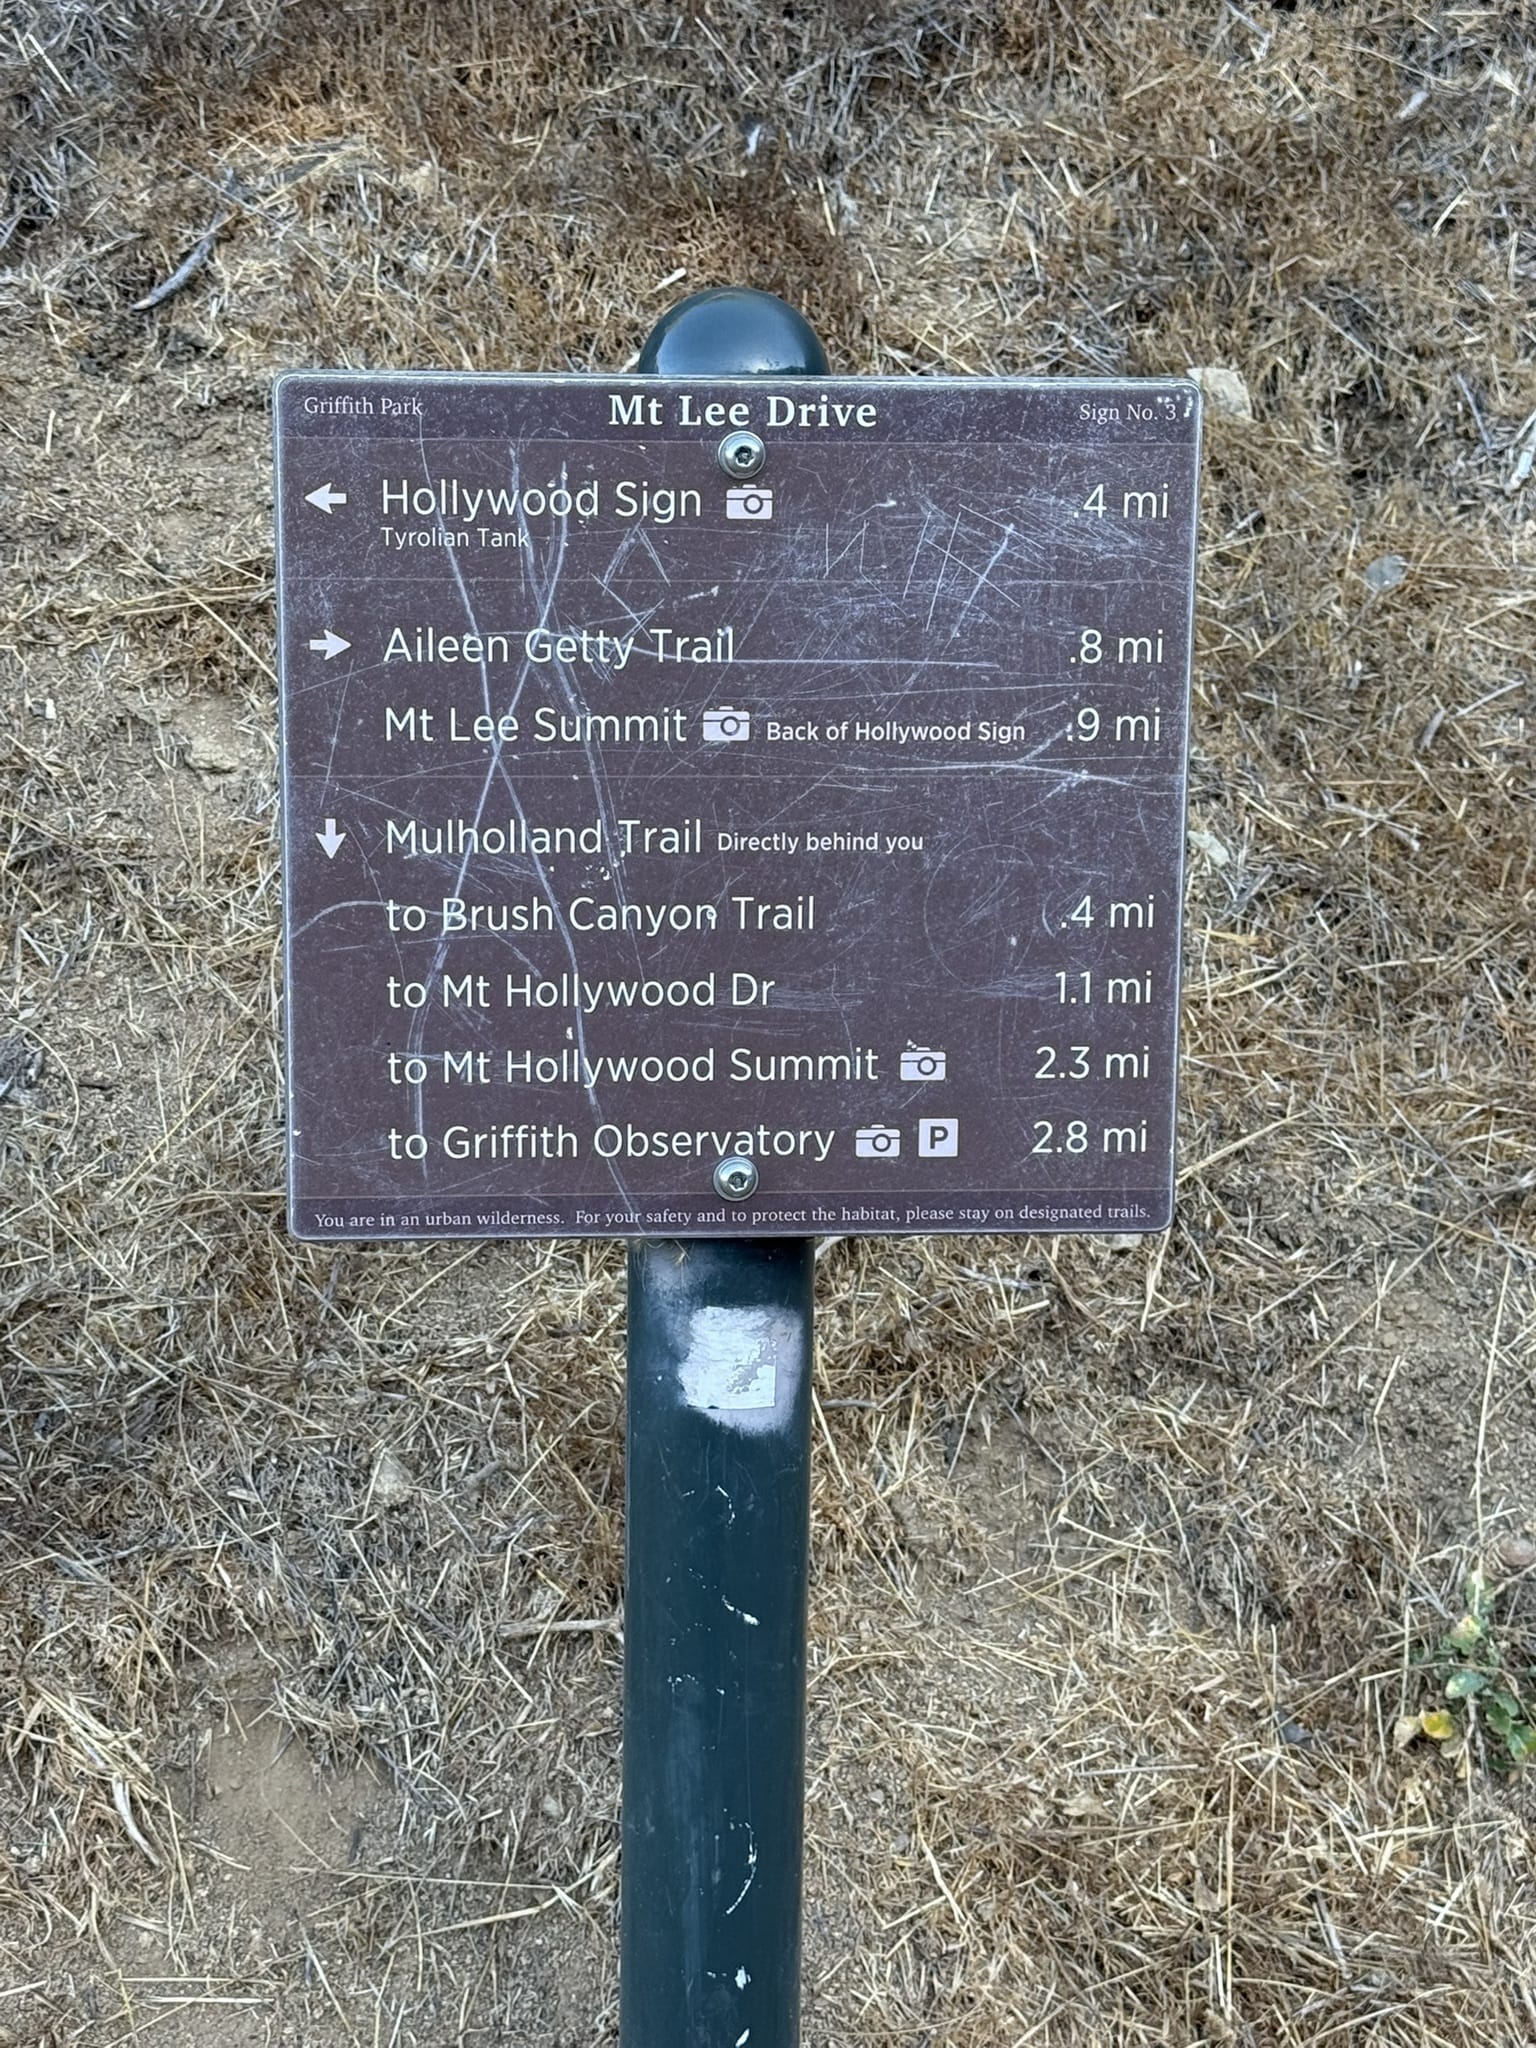 Griffith Park Mt Lee Drive Sign No. 3
Hollywood Sign .4 mi
Tyrolian Tank
Aileen Getty Trail .8 mi
Mt Lee Summit Back of Hollywood Sign .9 mi
Mulholland Trail Directly behind you
to Brush Canyon Trail .4 mi
to Mt Hollywood Dr 1.1 mi
to Mt Hollywood Summit 2.3 mi
to Griffith Observatory P 2.8 mi
You are in an urban wilderness. For your safety and to protect the habitat, please stay on designated trails.